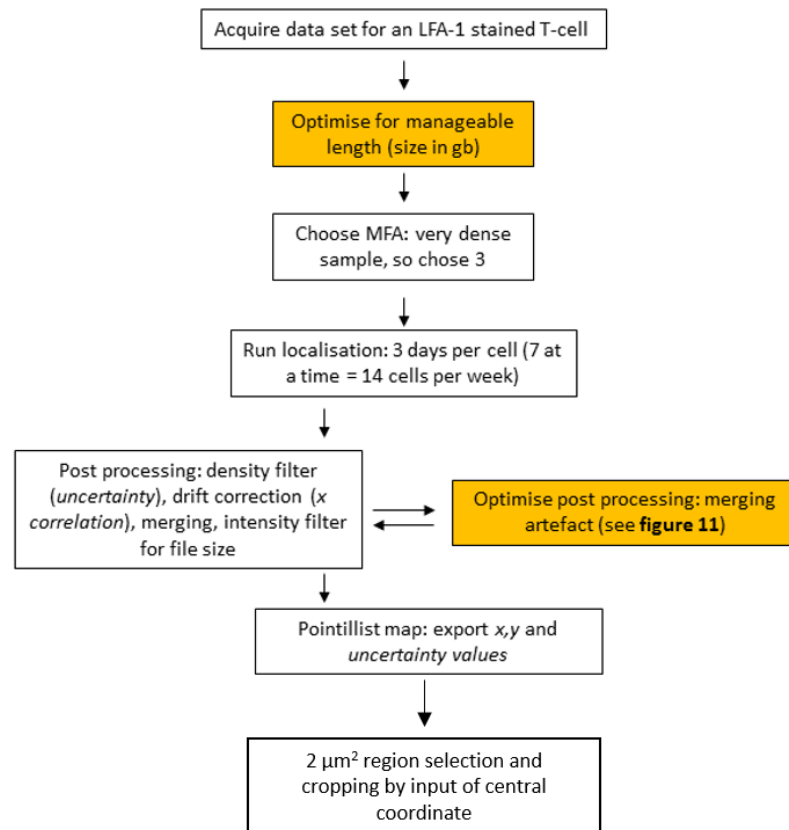 Acquire data set for an LFA-1 stained T-cell
Optimise for manageable
length (size in gb)
Choose MFA: very dense
sample, so chose 3
Run localisation: 3 days per cell (7 at
a time = 14 cells per week)
Post processing: density filter
(uncertainty), drift correction (x
correlation), merging, intensity filter
for file size
Optimise post processing: merging
artefact (see figure 11)
Pointillist map: export x,y and
uncertainty values
2 µm² region selection and
cropping by input of central
coordinate